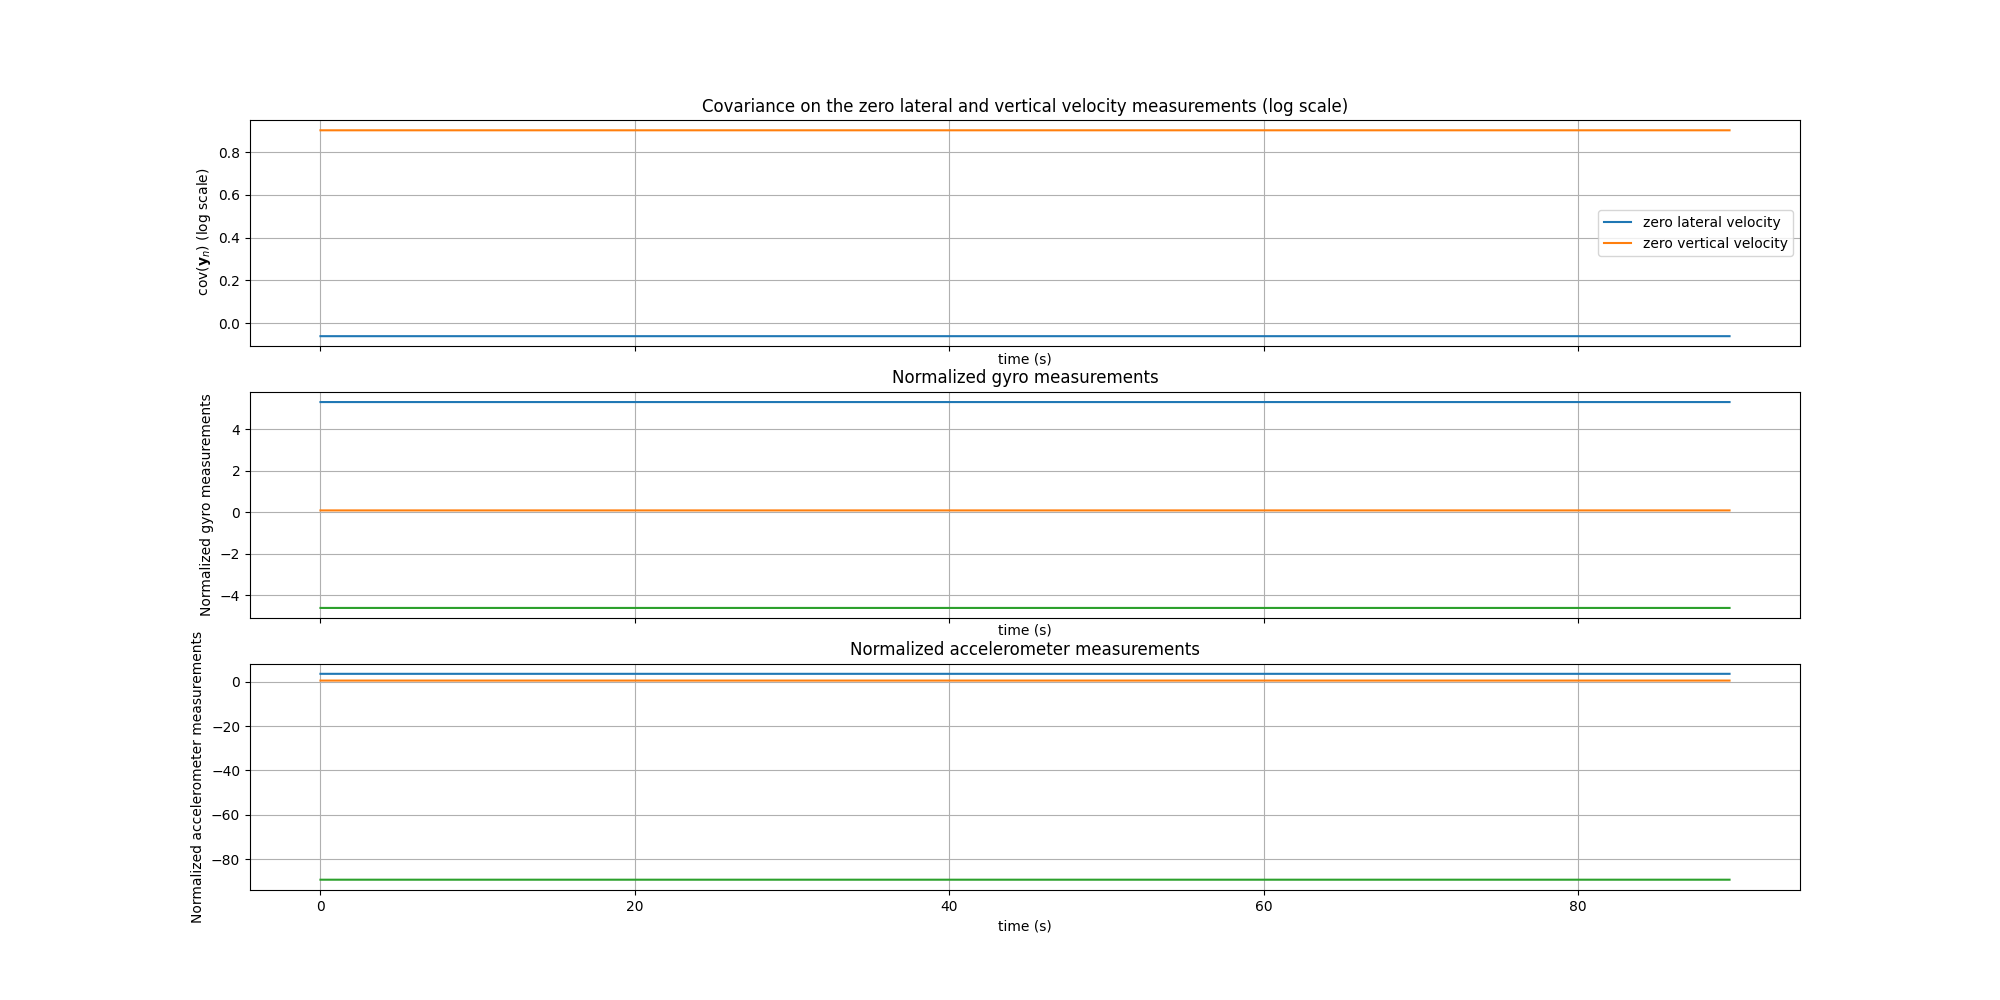 Covariance on the zero lateral and vertical velocity measurements (log scale)
cov(yₙ) (log scale)
0.8
0.6
0.4
0.2
0.0
zero lateral velocity
zero vertical velocity
time (s)
Normalized gyro measurements
Normalized gyro measurements
4
2
0
−2
−4
time (s)
Normalized accelerometer measurements
Normalized accelerometer measurements
0
−20
−40
−60
−80
0 20 40 60 80
time (s)